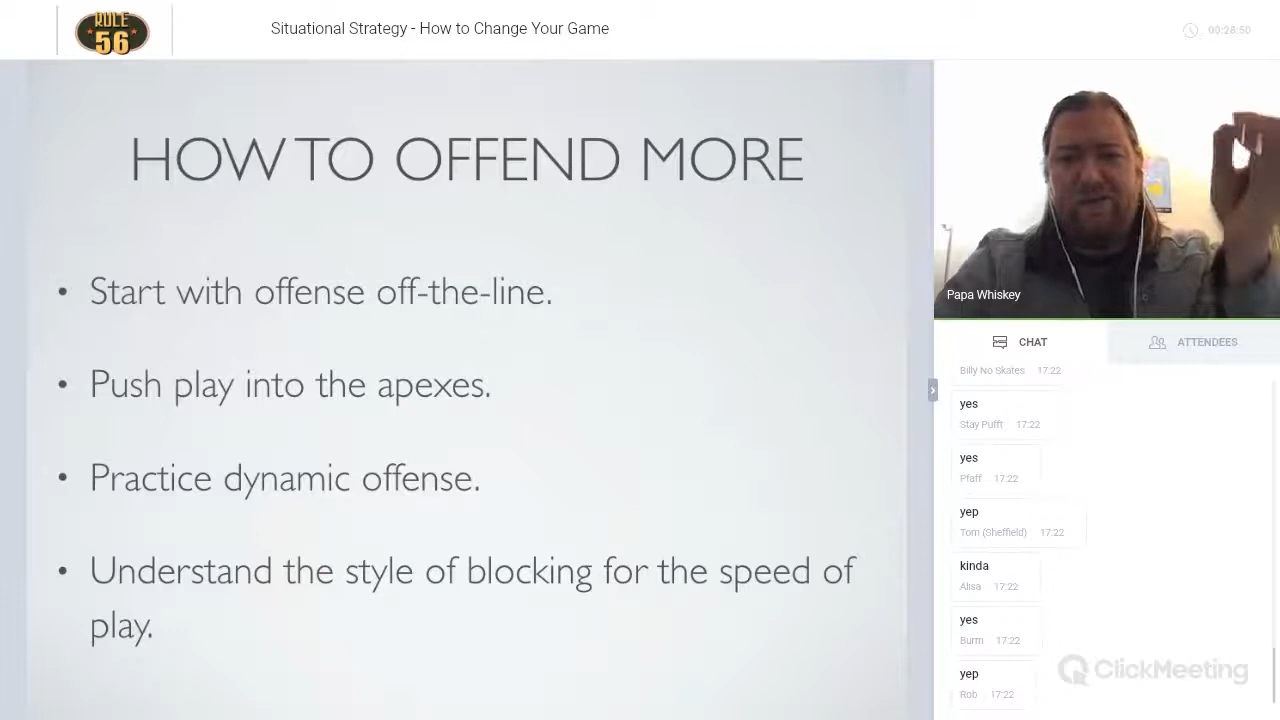 RULE
56
Situational Strategy - How to Change Your Game
00:28:50
HOW TO OFFEND MORE
• Start with offense off-the-line.
• Push play into the apexes.
• Practice dynamic offense.
• Understand the style of blocking for the speed of
play.
Papa Whiskey
CHAT
ATTENDEES
Billy No Skates 17:22
yes
Stay Pufft 17:22
yes
Pfaff 17:22
yep
Tom (Sheffield) 17:22
kinda
Alisa 17:22
yes
Burm 17:22
yep
Rob 17:22
ClickMeeting